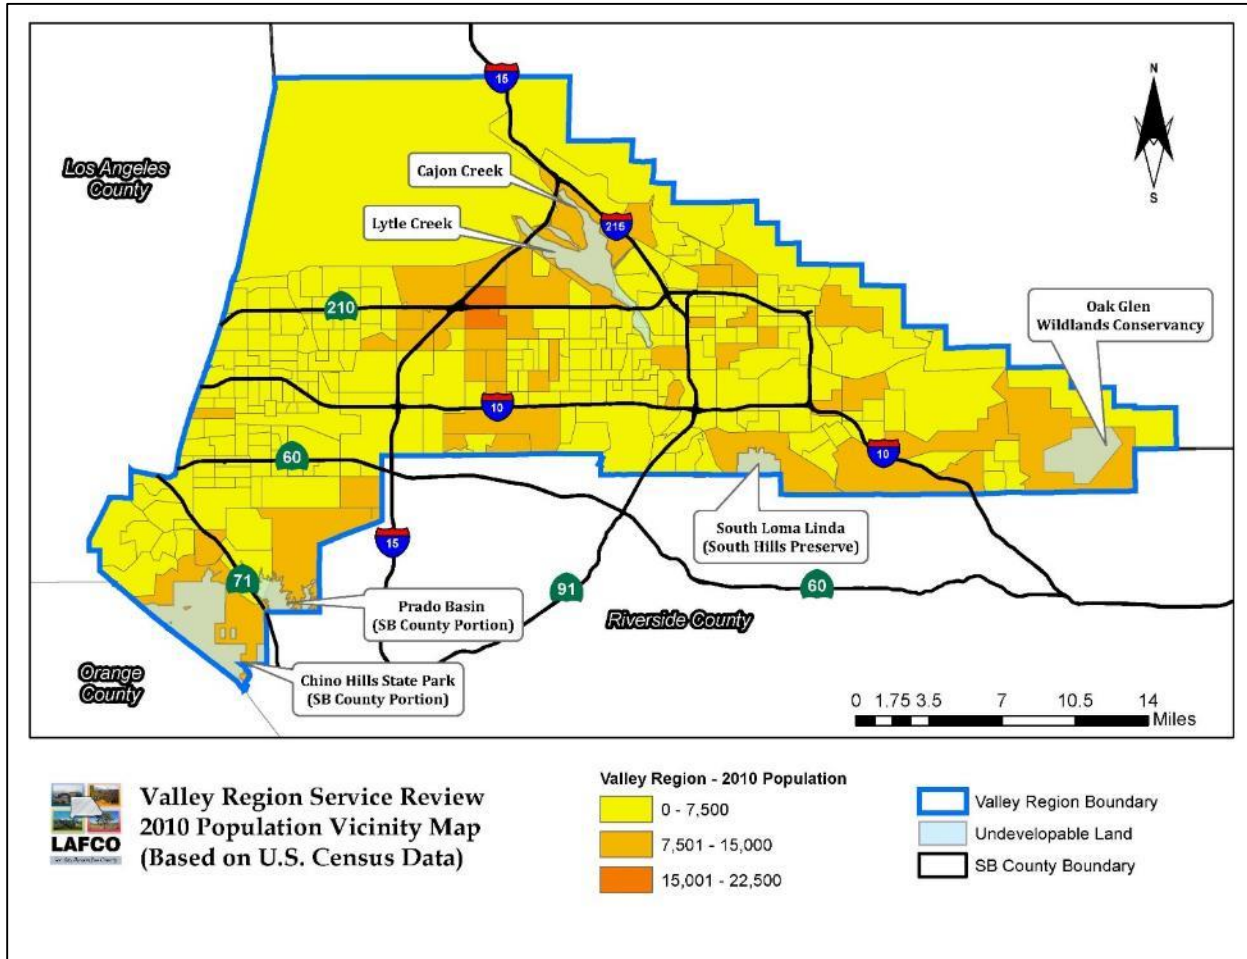 15
N
Los Angeles
County
Cajon Creek
S
Lytle Creek
215
210
Oak Glen
Wildlands Conservancy
10
60
10
South Loma Linda
(South Hills Preserve)
15
71
91
60
Prado Basin
(SB County Portion)
Riverside County
Orange
County
Chino Hills State Park
(SB County Portion)
0 1.75 3.5 7 10.5 14
Miles
LAFCO
Valley Region Service Review
2010 Population Vicinity Map
(Based on U.S. Census Data)
Valley Region - 2010 Population
0 - 7,500
7,501 - 15,000
15,001 - 22,500
Valley Region Boundary
Undevelopable Land
SB County Boundary